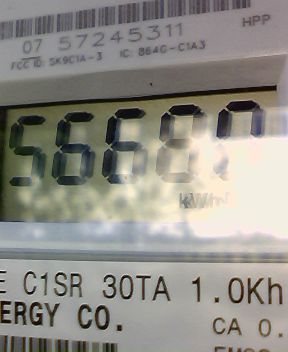 HPP
07 57245311
FCC ID: SK9C1A-3 IC: 864G-C1A3
kWh
E C1SR 30TA 1.0Kh
ERGY CO.
CA 0.